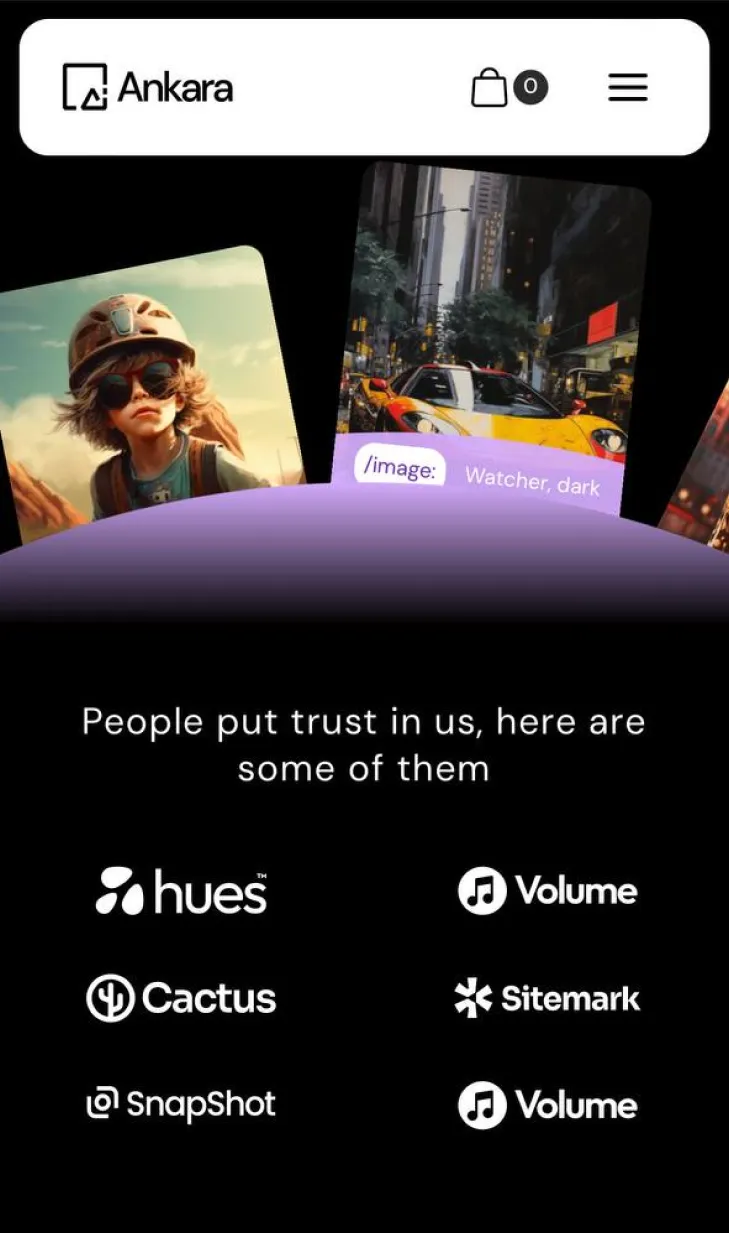 Ankara
0
/image:
Watcher, dark
People put trust in us, here are
some of them
hues™
Volume
Cactus
Sitemark
SnapShot
Volume